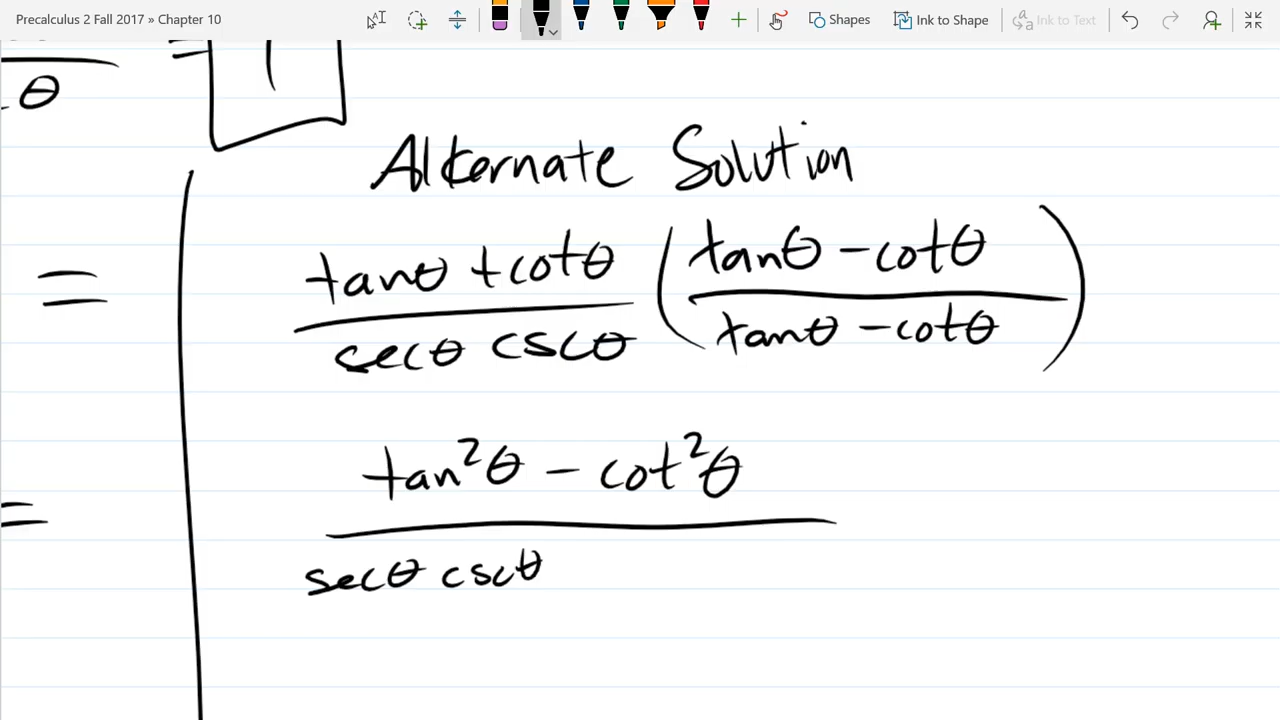 Precalculus 2 Fall 2017 » Chapter 10
Shapes
Ink to Shape
Ink to Text
θ
= 1
Alternate Solution
= tanθ + cotθ / secθ cscθ ( tanθ - cotθ / tanθ - cotθ )
= tan²θ - cot²θ
secθ cscθ